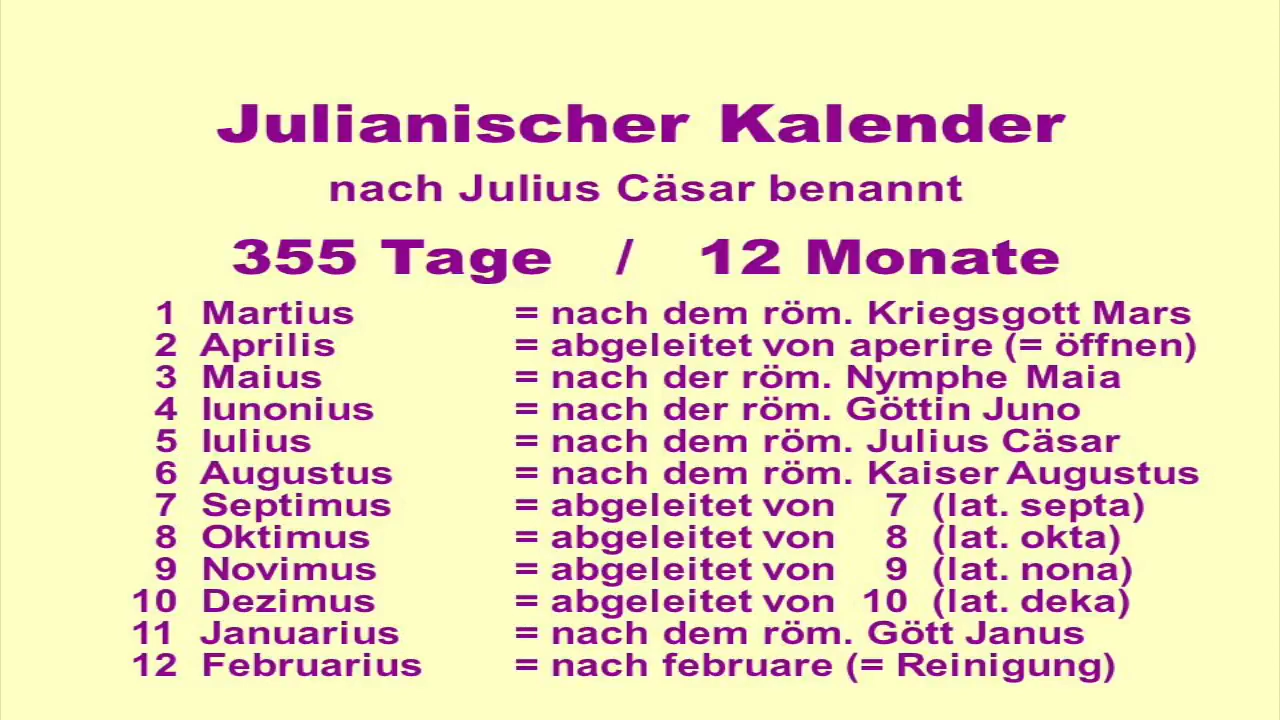 Julianischer Kalender
nach Julius Cäsar benannt
355 Tage / 12 Monate
1 Martius = nach dem röm. Kriegsgott Mars
2 Aprilis = abgeleitet von aperire (= öffnen)
3 Maius = nach der röm. Nymphe Maia
4 Iunonius = nach der röm. Göttin Juno
5 Iulius = nach dem röm. Julius Cäsar
6 Augustus = nach dem röm. Kaiser Augustus
7 Septimus = abgeleitet von 7 (lat. septa)
8 Oktimus = abgeleitet von 8 (lat. okta)
9 Novimus = abgeleitet von 9 (lat. nona)
10 Dezimus = abgeleitet von 10 (lat. deka)
11 Januarius = nach dem röm. Gött Janus
12 Februarius = nach februare (= Reinigung)